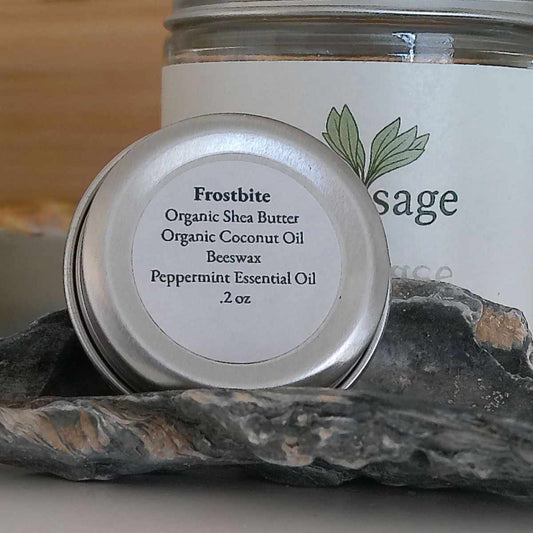 Frostbite
Organic Shea Butter
Organic Coconut Oil
Beeswax
Peppermint Essential Oil
.2 oz
sage